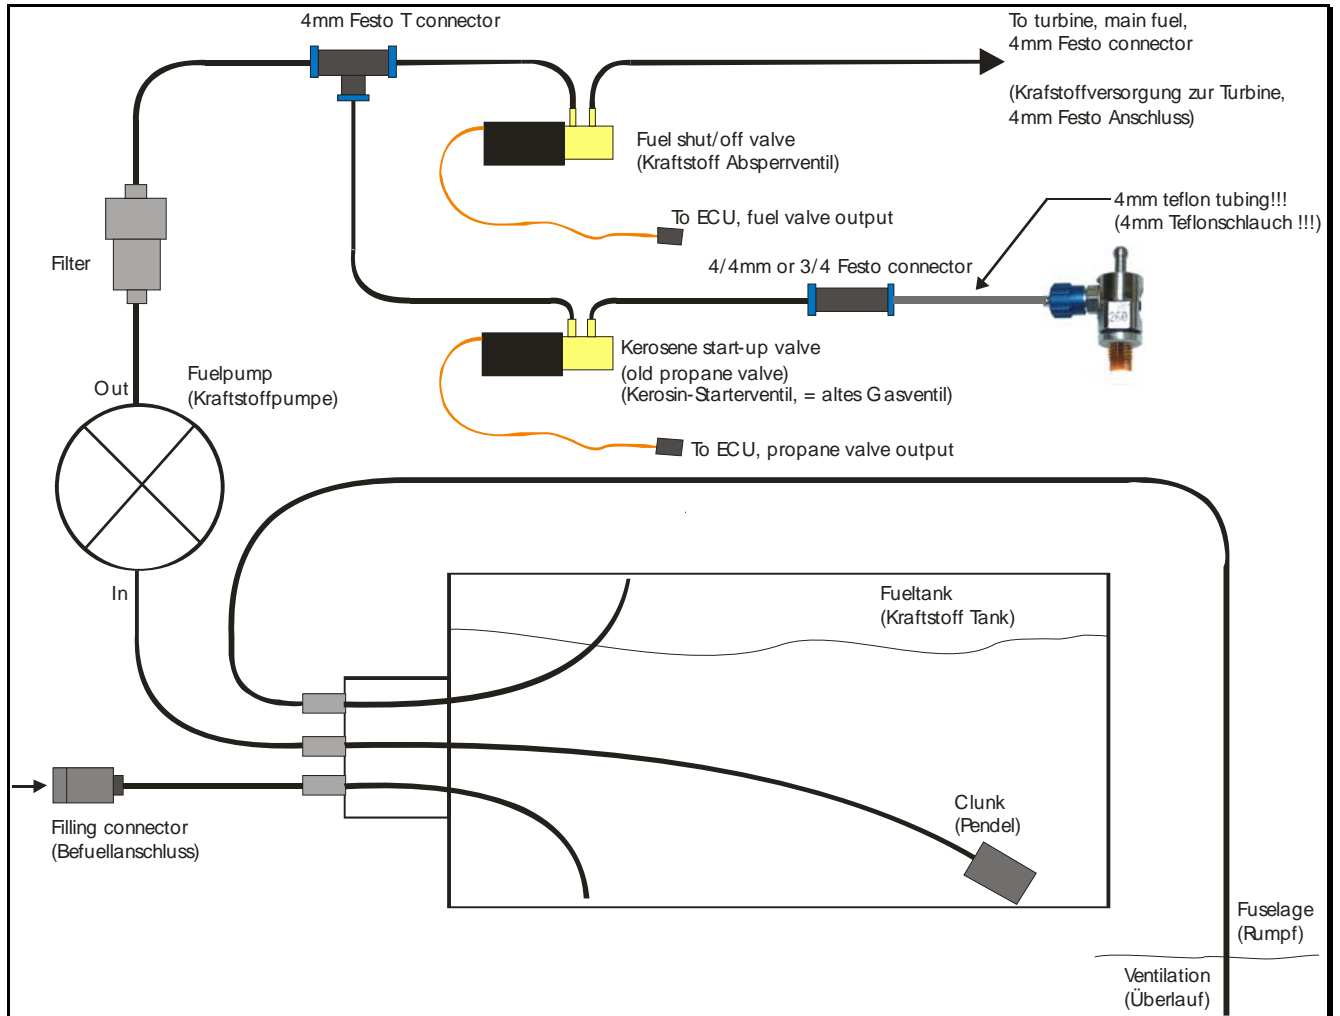 4mm Festo T connector
To turbine, main fuel,
4mm Festo connector
(Krafstoffversorgung zur Turbine,
4mm Festo Anschluss)
Fuel shut/off valve
(Kraftstoff Absperrventil)
To ECU, fuel valve output
4mm teflon tubing!!!
(4mm Teflonschlauch !!!)
Filter
4/4mm or 3/4 Festo connector
260
Kerosene start-up valve
(old propane valve)
(Kerosin-Starterventil, = altes Gasventil)
Out
Fuelpump
(Kraftstoffpumpe)
To ECU, propane valve output
In
Fueltank
(Kraftstoff Tank)
Clunk
(Pendel)
Filling connector
(Befuellanschluss)
Fuselage
(Rumpf)
Ventilation
(Überlauf)